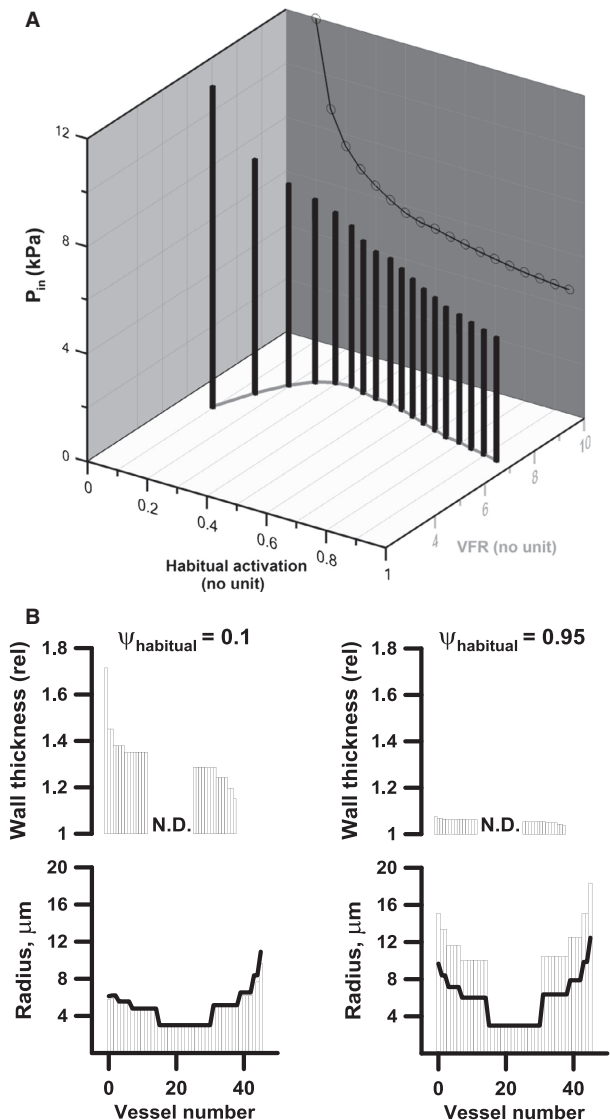 A
12
8
4
0
P_in (kPa)
0
0.2
0.4
0.6
0.8
1
Habitual activation
(no unit)
4
6
8
10
VFR (no unit)
B
Ψ_habitual = 0.1
Ψ_habitual = 0.95
Wall thickness (rel)
1.8
1.6
1.4
1.2
1
N.D.
Wall thickness (rel)
1.8
1.6
1.4
1.2
1
N.D.
Radius, μm
20
16
12
8
4
0
20
40
Vessel number
Radius, μm
20
16
12
8
4
0
20
40
Vessel number